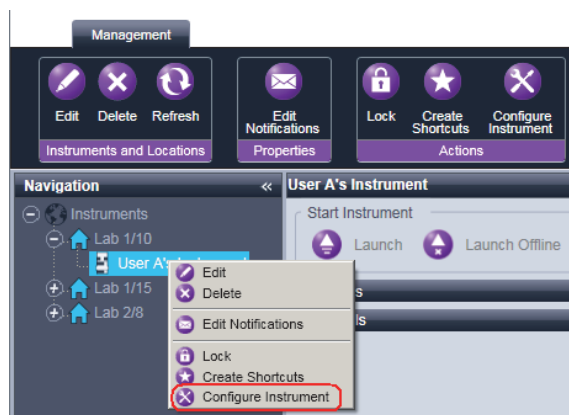 Management
Edit Delete Refresh Edit Notifications Lock Create Shortcuts Configure Instrument
Instruments and Locations Properties Actions
Navigation «
User A's Instrument
Instruments
Lab 1/10
User A's
Lab 1/15
Lab 2/8
Start Instrument
Launch Launch Offline
Edit
Delete
Edit Notifications
Lock
Create Shortcuts
Configure Instrument